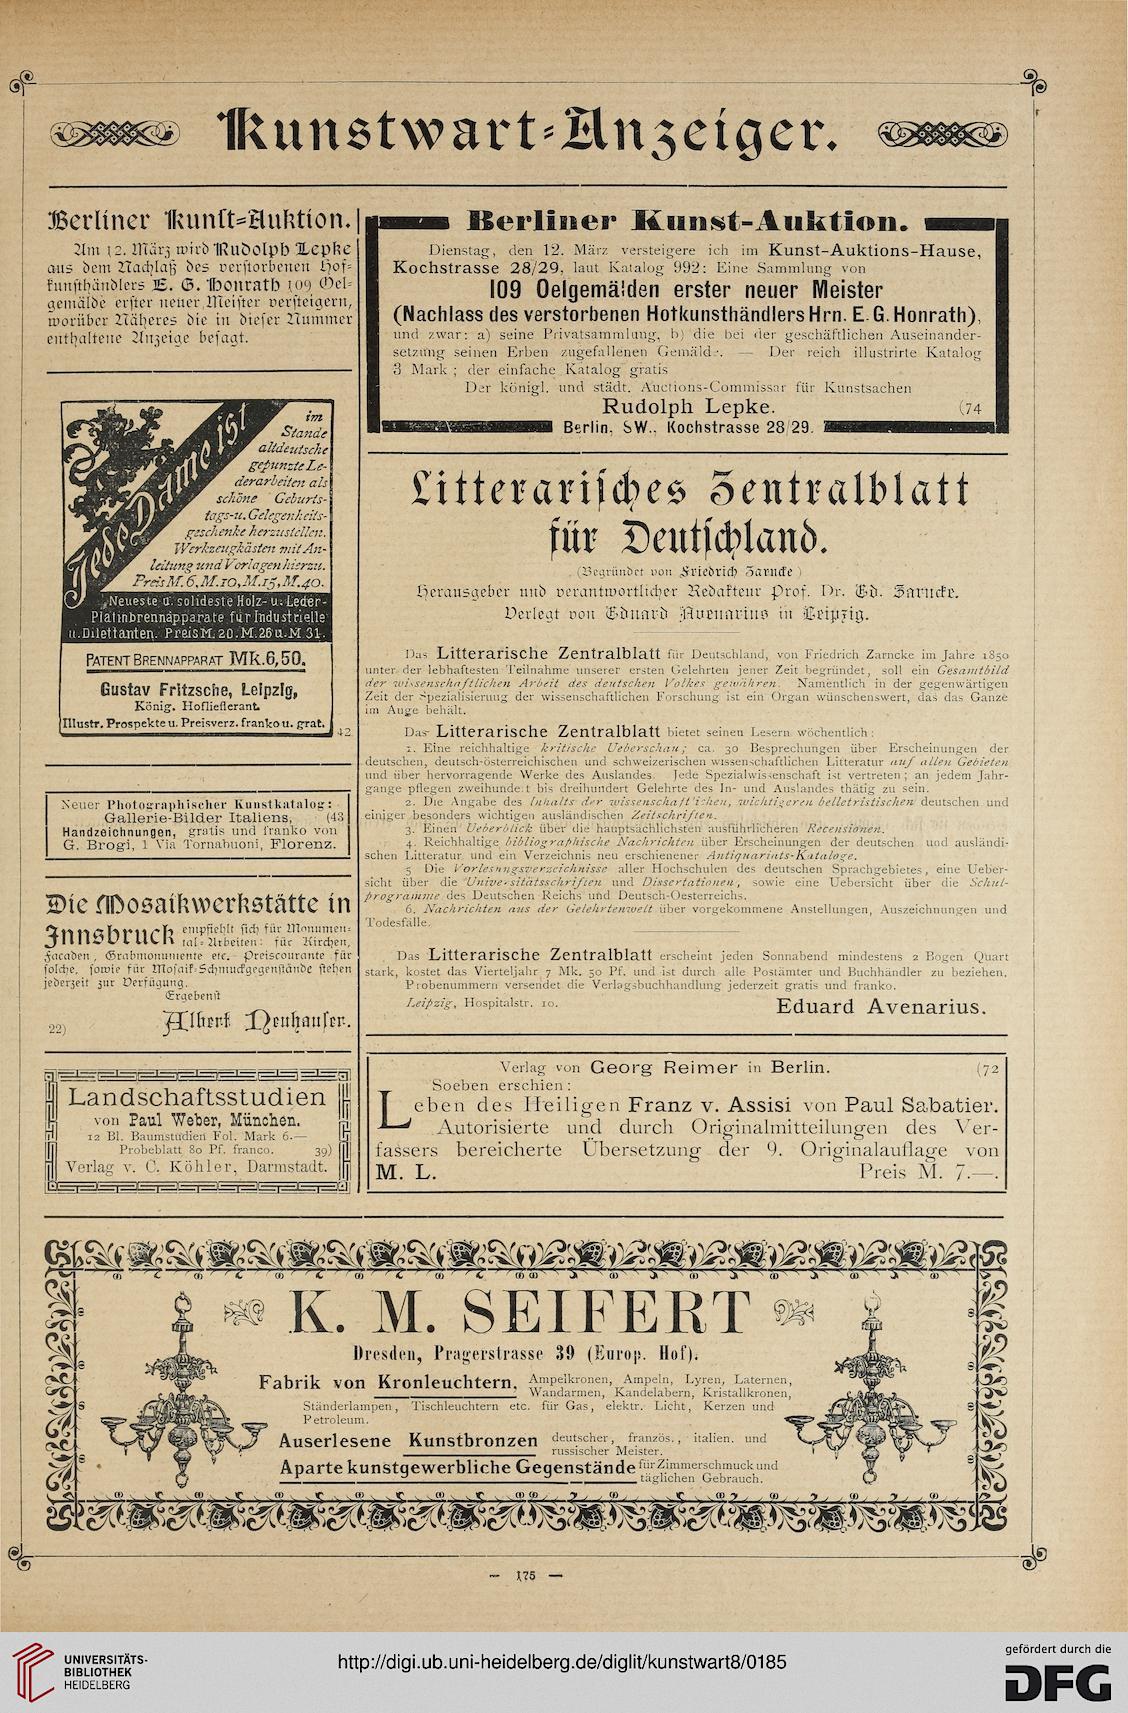 Kunstwart-Anzeiger.
Berliner Kunst-Auktion.
Am 12. März wird Rudolph Lepke
aus dem Nachlaß des verstorbenen Hof-
kunsthändlers E. G. Honrath 109 Oel-
gemälde erster neuer Meister versteigern,
worüber Näheres die in dieser Nummer
enthaltene Anzeige besagt.
Jede Dame ist
im
Stande
altdeutsche
gepunzte Le-
derarbeiten als
schöne Geburts-
tags-u. Gelegenheits-
geschenke herzustellen.
Werkzeugkästen mit An-
leitung und Vorlagen hierzu.
Preis M. 6, M. 10, M. 15, M. 40.
Neueste u. solideste Holz- u. Leder-
Platinbrennapparate für Industrielle
u. Dilettanten. Preis M. 20. M. 26 u. M 31.
PATENT BRENNAPPARAT Mk. 6,50.
Gustav Fritzsche, Leipzig,
König. Hoflieflerant.
Illustr. Prospekte u. Preisverz. franko u. grat.
42
Neuer Photographischer Kunstkatalog:
Gallerie-Bilder Italiens, (43
Handzeichnungen, gratis und franko von
G. Brogi, 1 Via Tornabuoni, Florenz.
Die Mosaikwerkstätte in
Innsbruck empfiehlt sich für Monumen-
tal-Arbeiten: für Kirchen,
Facaden, Grabmonumente etc. Preiscourante für
solche, sowie für Mosaik-Schmuckgegenstände stehen
jederzeit zur Verfügung.
Ergebenst
22) Albert Neuhauser.
Landschaftsstudien
von Paul Weber, München.
12 Bl. Baumstudien Fol. Mark 6.—
Probeblatt 80 Pf. franco. 39)
Verlag v. C. Köhler, Darmstadt.
Berliner Kunst-Auktion.
Dienstag, den 12. März versteigere ich im Kunst-Auktions-Hause,
Kochstrasse 28/29, laut Katalog 992: Eine Sammlung von
109 Oelgemälden erster neuer Meister
(Nachlass des verstorbenen Hotkunsthändlers Hrn. E. G. Honrath),
und zwar: a) seine Privatsammlung, b) die bei der geschäftlichen Auseinander-
setzung seinen Erben zugefallenen Gemälde. — Der reich illustrirte Katalog
3 Mark ; der einfache Katalog gratis
Der königl. und städt. Auctions-Commissar für Kunstsachen
Rudolph Lepke. (74
Berlin, SW., Kochstrasse 28/29.
Litterarisches Zentralblatt
für Deutschland.
(Begründet von Friedrich Zarncke)
Herausgeber und verantwortlicher Redakteur Prof. Dr. Ed. Zarncke.
Verlegt von Eduard Avenarius in Leipzig.
Das Litterarische Zentralblatt für Deutschland, von Friedrich Zarncke im Jahre 1850
unter der lebhaftesten Teilnahme unserer ersten Gelehrten jener Zeit begründet, soll ein Gesamtbild
der wissenschaftlichen Arbeit des deutschen Volkes gewähren. Namentlich in der gegenwärtigen
Zeit der Spezialisierung der wissenschaftlichen Forschung ist ein Organ wünschenswert, das das Ganze
im Auge behält.
Das Litterarische Zentralblatt bietet seinen Lesern wöchentlich:
1. Eine reichhaltige kritische Ueberschau; ca. 30 Besprechungen über Erscheinungen der
deutschen, deutsch-österreichischen und schweizerischen wissenschaftlichen Litteratur auf allen Gebieten
und über hervorragende Werke des Auslandes. Jede Spezialwissenschaft ist vertreten; an jedem Jahr-
gange pflegen zweihundert bis dreihundert Gelehrte des In- und Auslandes thätig zu sein.
2. Die Angabe des Inhalts der wissenschaftlichen, wichtigeren belletristischen deutschen und
einiger besonders wichtigen ausländischen Zeitschriften.
3. Einen Ueberblick über die hauptsächlichsten ausführlicheren Recensionen.
4. Reichhaltige bibliographische Nachrichten über Erscheinungen der deutschen und ausländi-
schen Litteratur und ein Verzeichnis neu erschienener Antiquariats-Kataloge.
5 Die Vorlesungsverzeichnisse aller Hochschulen des deutschen Sprachgebietes, eine Ueber-
sicht über die Universitätsschriften und Dissertationen, sowie eine Uebersicht über die Schul-
programme des Deutschen Reichs und Deutsch-Oesterreichs.
6. Nachrichten aus der Gelehrtenwelt über vorgekommene Anstellungen, Auszeichnungen und
Todesfälle.
Das Litterarische Zentralblatt erscheint jeden Sonnabend mindestens 2 Bogen Quart
stark, kostet das Vierteljahr 7 Mk. 50 Pf. und ist durch alle Postämter und Buchhändler zu beziehen.
Probenummern versendet die Verlagsbuchhandlung jederzeit gratis und franko.
Leipzig, Hospitalstr. 10. Eduard Avenarius.
Verlag von Georg Reimer in Berlin. (72
Soeben erschien:
Leben des Heiligen Franz v. Assisi von Paul Sabatier.
Autorisierte und durch Originalmitteilungen des Ver-
fassers bereicherte Übersetzung der 9. Originalauflage von
M. L. Preis M. 7.—.
K. M. SEIFERT
Dresden, Pragerstrasse 39 (Europ. Hof).
Fabrik von Kronleuchtern, Ampelkronen, Ampeln, Lyren, Laternen,
Wandarmen, Kandelabern, Kristallkronen,
Ständerlampen, Tischleuchtern etc. für Gas, elektr. Licht, Kerzen und
Petroleum.
Auserlesene Kunstbronzen deutscher, französ., italien. und
russischer Meister.
Aparte kunstgewerbliche Gegenstände für Zimmerschmuck und
täglichen Gebrauch.
— 175 —
UNIVERSITÄTS-
BIBLIOTHEK
HEIDELBERG
http://digi.ub.uni-heidelberg.de/diglit/kunstwart8/0185
gefördert durch die
DFG